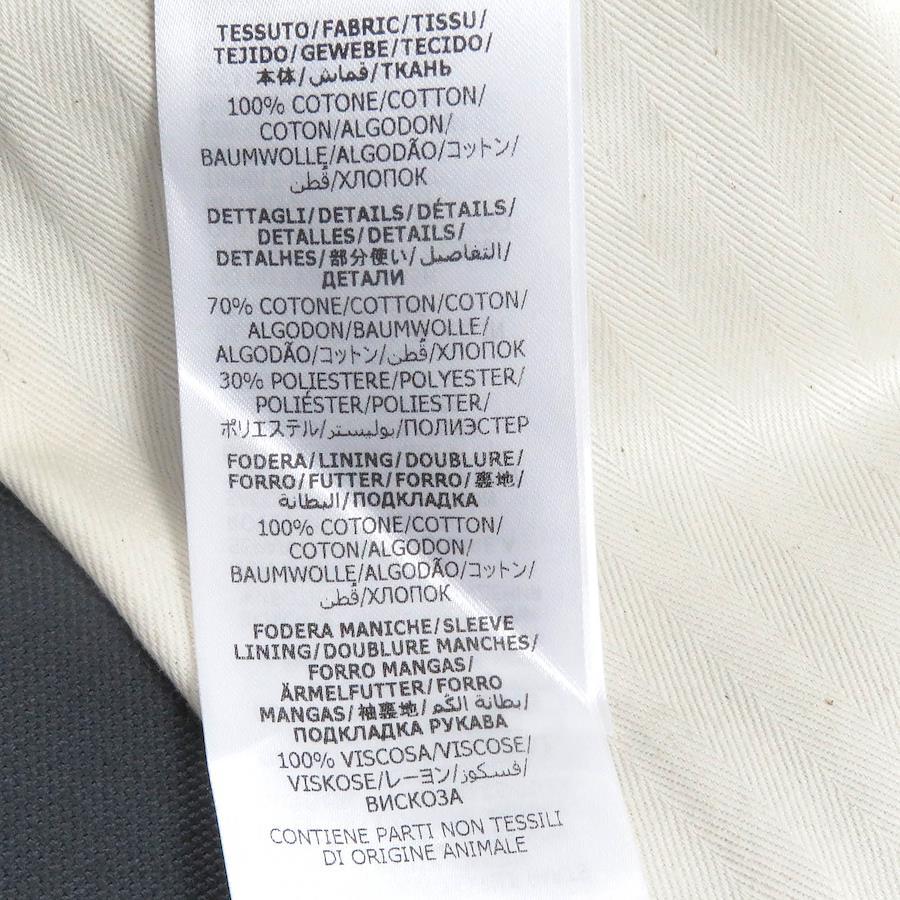 TESSUTO/FABRIC/TISSU/
TEJIDO/GEWEBE/TECIDO/
本体/قماش/ТКАНЬ
100% COTONE/COTTON/
COTON/ALGODON/
BAUMWOLLE/ALGODÃO/コットン/
قُطن/ХЛОПОК
DETTAGLI/DETAILS/DÉTAILS/
DETALLES/DETAILS/
DETALHES/部分使い/التفاصيل/
ДЕТАЛИ
70% COTONE/COTTON/COTON/
ALGODON/BAUMWOLLE/
ALGODÃO/コットン/قُطن/ХЛОПОК
30% POLIESTERE/POLYESTER/
POLIÉSTER/POLIESTER/
ポリエステル/بوليستر/ПОЛИЭСТЕР
FODERA/LINING/DOUBLURE/
FORRO/FUTTER/FORRO/裏地/
البطانة/ПОДКЛАДКА
100% COTONE/COTTON/
COTON/ALGODON/
BAUMWOLLE/ALGODÃO/コットン/
قُطن/ХЛОПОК
FODERA MANICHE/SLEEVE
LINING/DOUBLURE MANCHES/
FORRO MANGAS/
ÄRMELFUTTER/FORRO
MANGAS/袖裏地/بطانة الكُم/
ПОДКЛАДКА РУКАВА
100% VISCOSA/VISCOSE/
VISKOSE/レーヨン/فسكوز/
ВИСКОЗА
CONTIENE PARTI NON TESSILI
DI ORIGINE ANIMALE